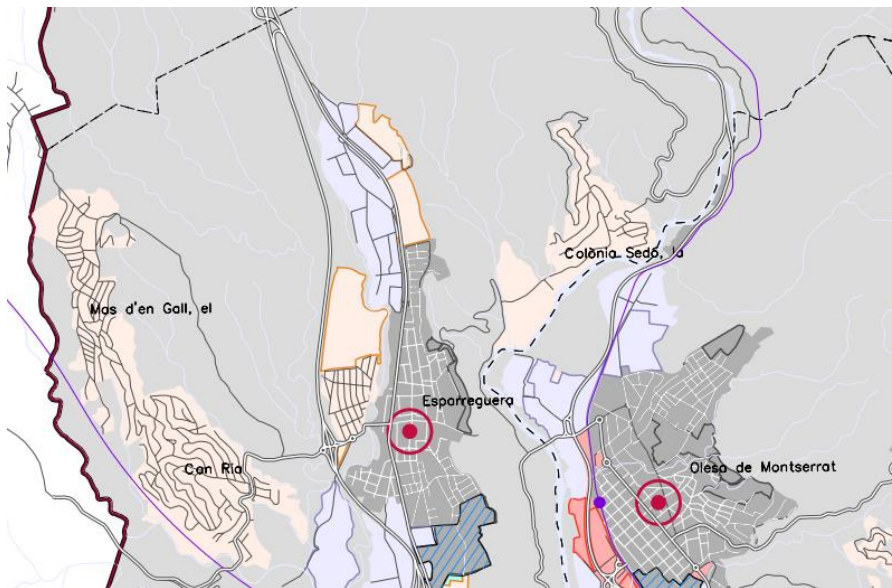 Colònia Sedó, la
Mas d'en Gall, el
Esparreguera
Can Ria
Olesa de Montserrat